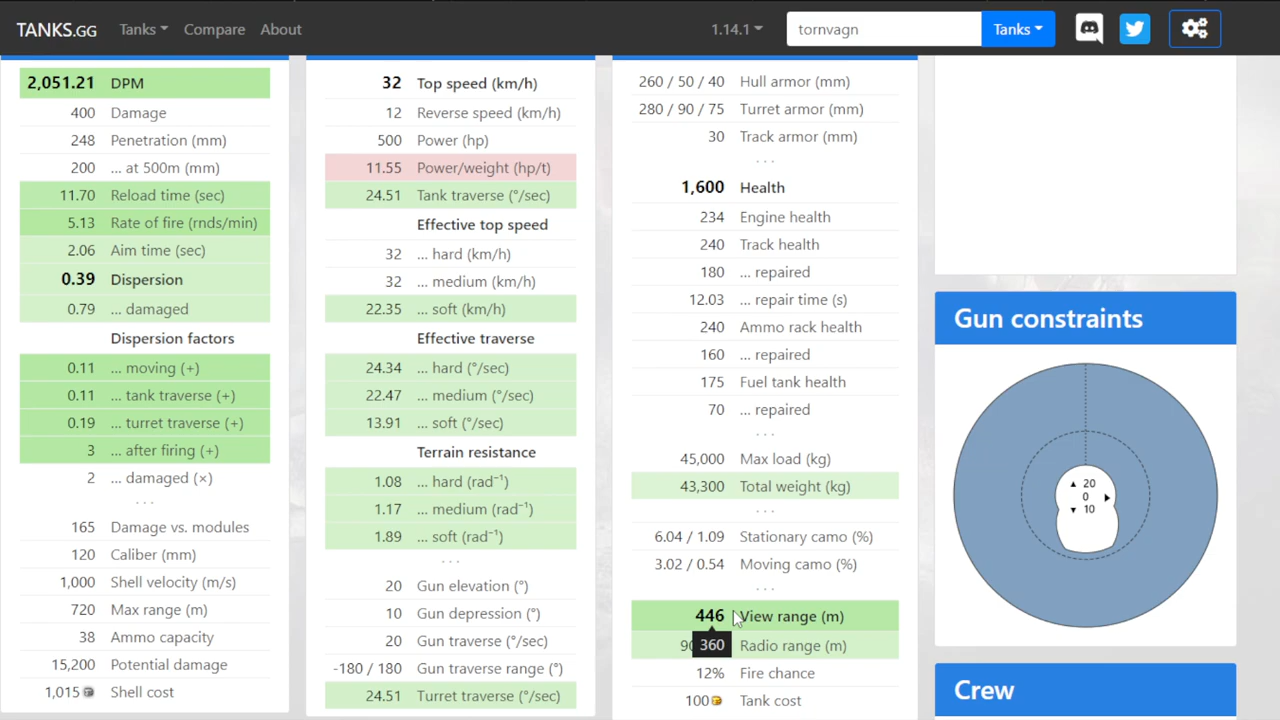 TANKS.GG Tanks Compare About 1.14.1 tornvagn Tanks
2,051.21 DPM
400 Damage
248 Penetration (mm)
200 ... at 500m (mm)
11.70 Reload time (sec)
5.13 Rate of fire (rnds/min)
2.06 Aim time (sec)
0.39 Dispersion
0.79 ... damaged
Dispersion factors
0.11 ... moving (+)
0.11 ... tank traverse (+)
0.19 ... turret traverse (+)
3 ... after firing (+)
2 ... damaged (×)
...
165 Damage vs. modules
120 Caliber (mm)
1,000 Shell velocity (m/s)
720 Max range (m)
38 Ammo capacity
15,200 Potential damage
1,015 Shell cost
32 Top speed (km/h)
12 Reverse speed (km/h)
500 Power (hp)
11.55 Power/weight (hp/t)
24.51 Tank traverse (°/sec)
Effective top speed
32 ... hard (km/h)
32 ... medium (km/h)
22.35 ... soft (km/h)
Effective traverse
24.34 ... hard (°/sec)
22.47 ... medium (°/sec)
13.91 ... soft (°/sec)
Terrain resistance
1.08 ... hard (rad⁻¹)
1.17 ... medium (rad⁻¹)
1.89 ... soft (rad⁻¹)
...
20 Gun elevation (°)
10 Gun depression (°)
20 Gun traverse (°/sec)
-180 / 180 Gun traverse range (°)
24.51 Turret traverse (°/sec)
260 / 50 / 40 Hull armor (mm)
280 / 90 / 75 Turret armor (mm)
30 Track armor (mm)
...
1,600 Health
234 Engine health
240 Track health
180 ... repaired
12.03 ... repair time (s)
240 Ammo rack health
160 ... repaired
175 Fuel tank health
70 ... repaired
...
45,000 Max load (kg)
43,300 Total weight (kg)
...
6.04 / 1.09 Stationary camo (%)
3.02 / 0.54 Moving camo (%)
...
446 View range (m)
360 Radio range (m)
12% Fire chance
100 Tank cost
Gun constraints
20
0
10
Crew